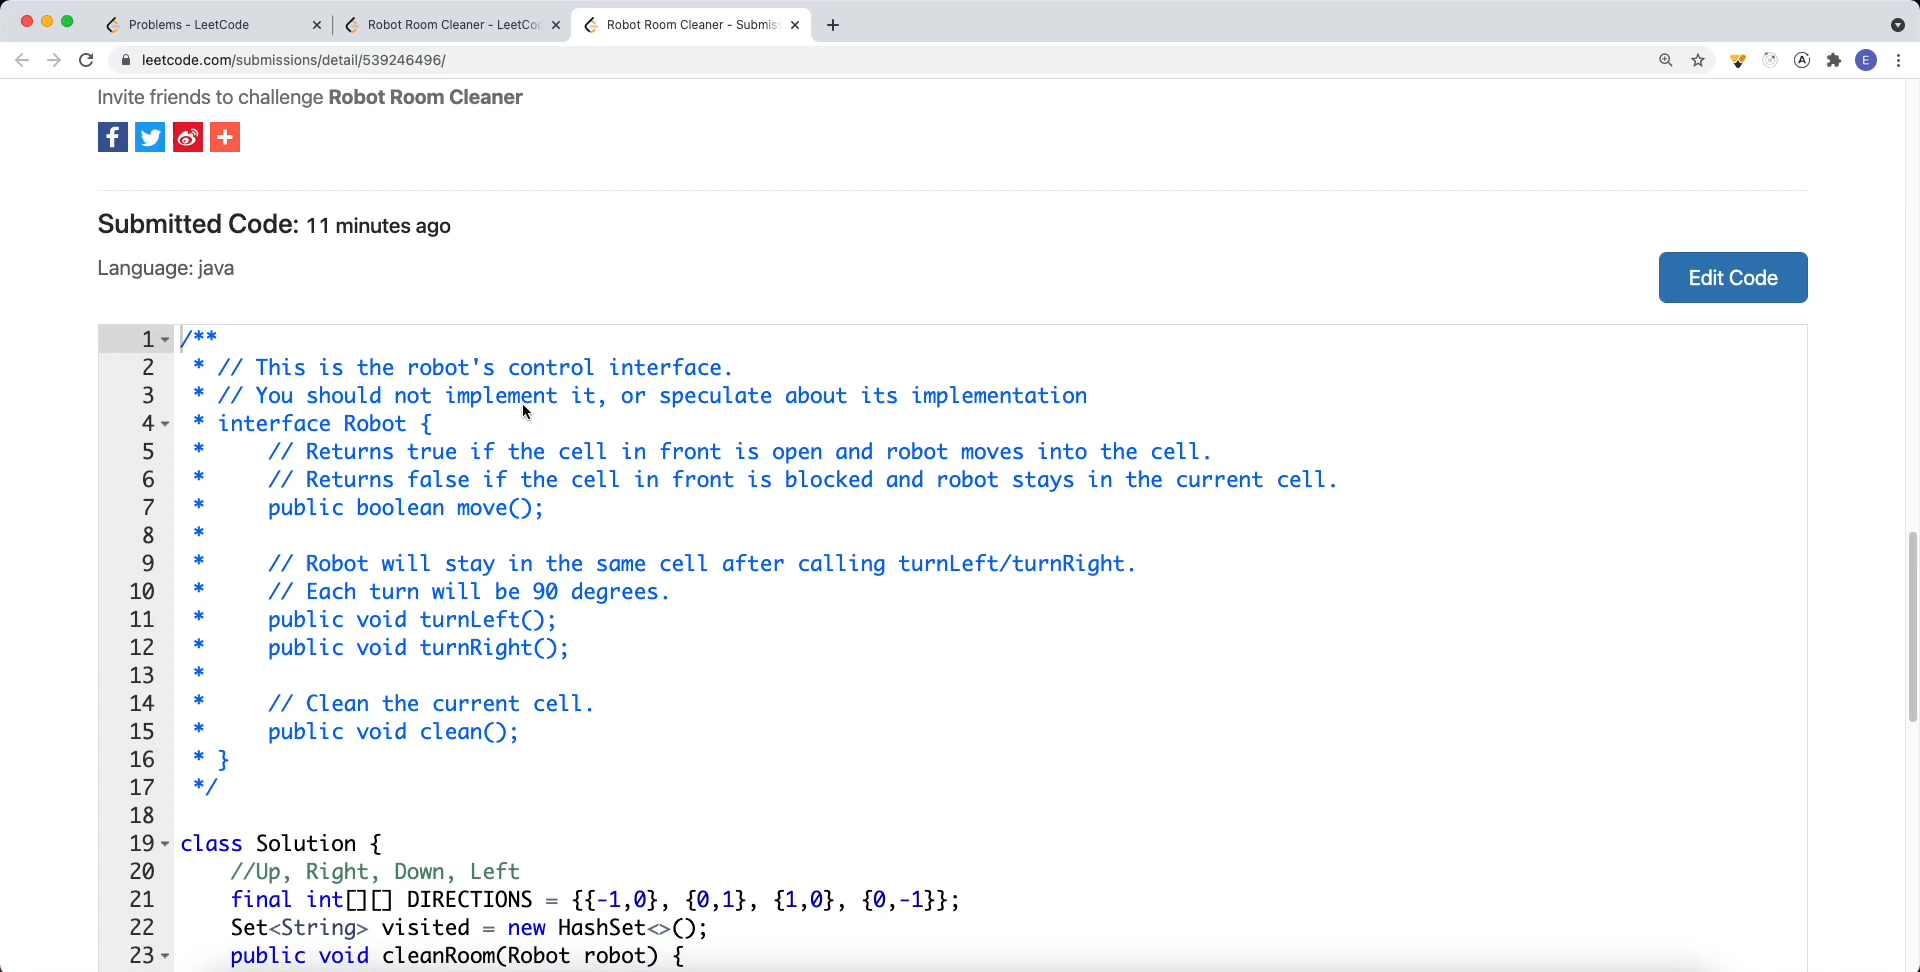 Problems - LeetCode
Robot Room Cleaner - LeetCo
Robot Room Cleaner - Submis
leetcode.com/submissions/detail/539246496/
E
Invite friends to challenge Robot Room Cleaner
Submitted Code: 11 minutes ago
Language: java
Edit Code
1 /**
2 * // This is the robot's control interface.
3 * // You should not implement it, or speculate about its implementation
4 * interface Robot {
5 *     // Returns true if the cell in front is open and robot moves into the cell.
6 *     // Returns false if the cell in front is blocked and robot stays in the current cell.
7 *     public boolean move();
8 *
9 *     // Robot will stay in the same cell after calling turnLeft/turnRight.
10 *     // Each turn will be 90 degrees.
11 *     public void turnLeft();
12 *     public void turnRight();
13 *
14 *     // Clean the current cell.
15 *     public void clean();
16 * }
17 */
18
19 class Solution {
20     //Up, Right, Down, Left
21     final int[][] DIRECTIONS = {{-1,0}, {0,1}, {1,0}, {0,-1}};
22     Set<String> visited = new HashSet<>();
23     public void cleanRoom(Robot robot) {